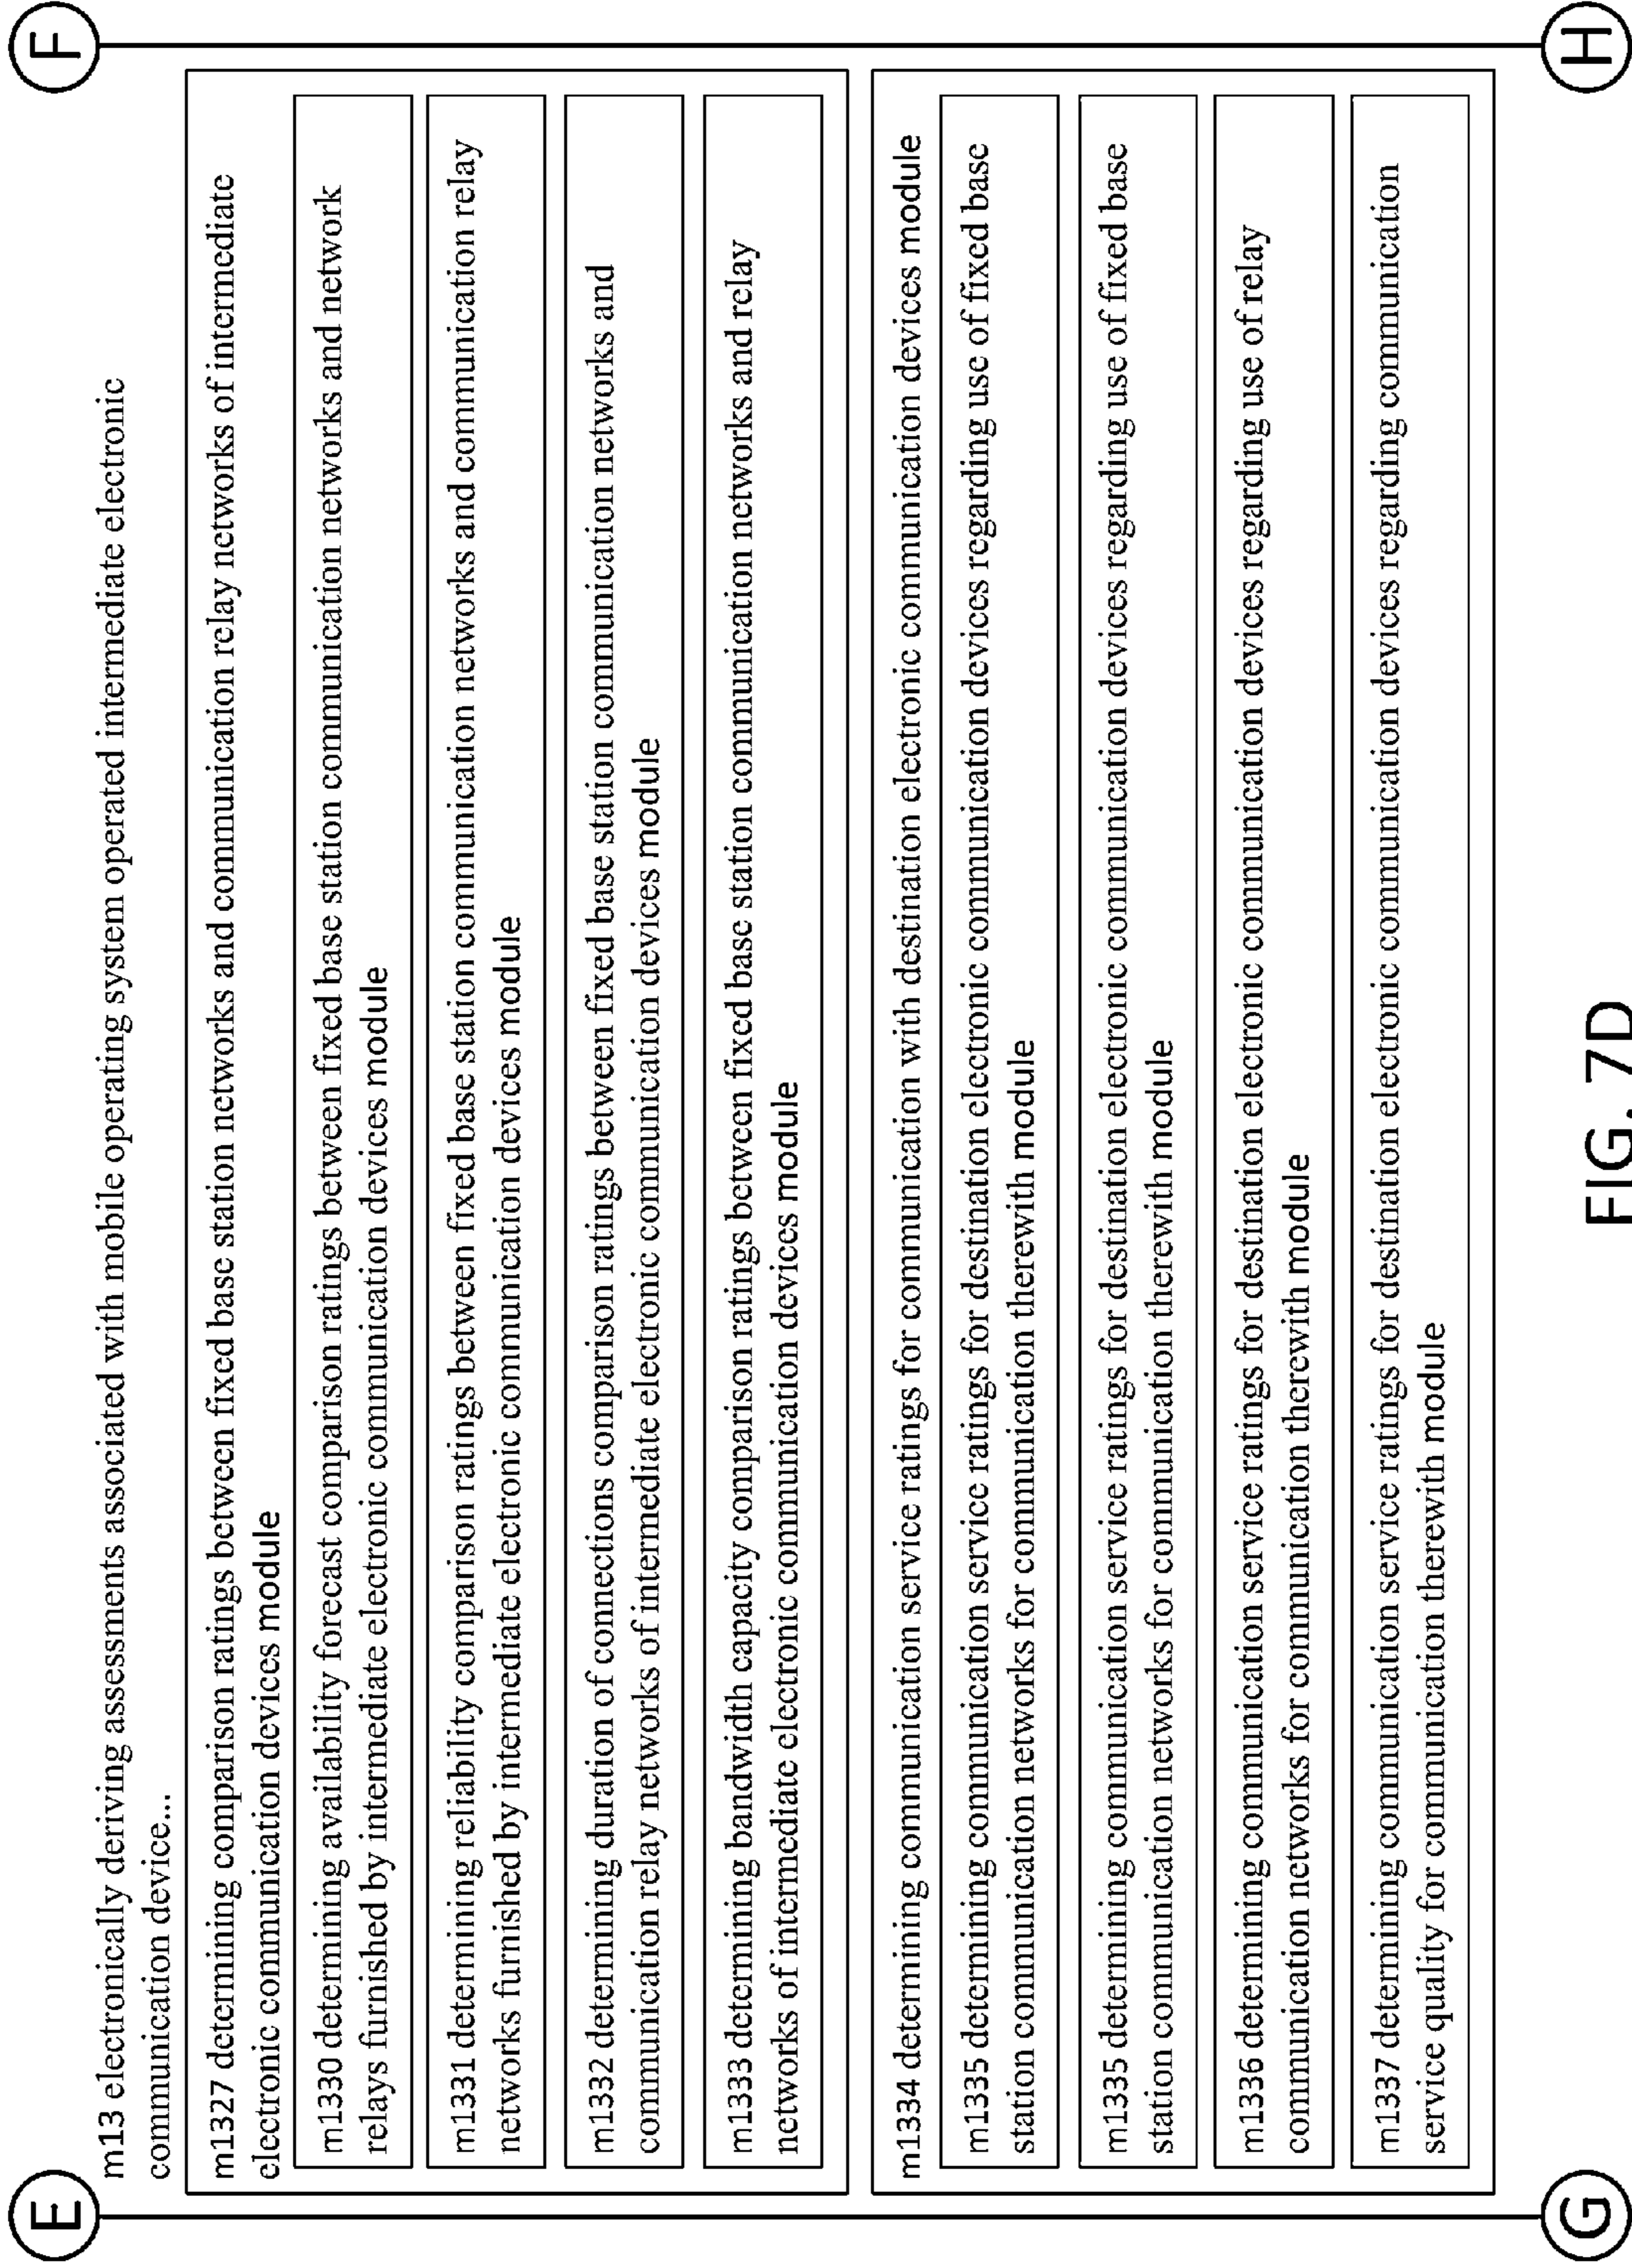 E
F
m13 electronically deriving assessments associated with mobile operating system operated intermediate electronic
communication device...
m1327 determining comparison ratings between fixed base station networks and communication relay networks of intermediate
electronic communication devices module
m1330 determining availability forecast comparison ratings between fixed base station communication networks and network
relays furnished by intermediate electronic communication devices module
m1331 determining reliability comparison ratings between fixed base station communication networks and communication relay
networks furnished by intermediate electronic communication devices module
m1332 determining duration of connections comparison ratings between fixed base station communication networks and
communication relay networks of intermediate electronic communication devices module
m1333 determining bandwidth capacity comparison ratings between fixed base station communication networks and relay
networks of intermediate electronic communication devices module
m1334 determining communication service ratings for communication with destination electronic communication devices module
m1335 determining communication service ratings for destination electronic communication devices regarding use of fixed base
station communication networks for communication therewith module
m1335 determining communication service ratings for destination electronic communication devices regarding use of fixed base
station communication networks for communication therewith module
m1336 determining communication service ratings for destination electronic communication devices regarding use of relay
communication networks for communication therewith module
m1337 determining communication service ratings for destination electronic communication devices regarding communication
service quality for communication therewith module
G
H
FIG. 7D